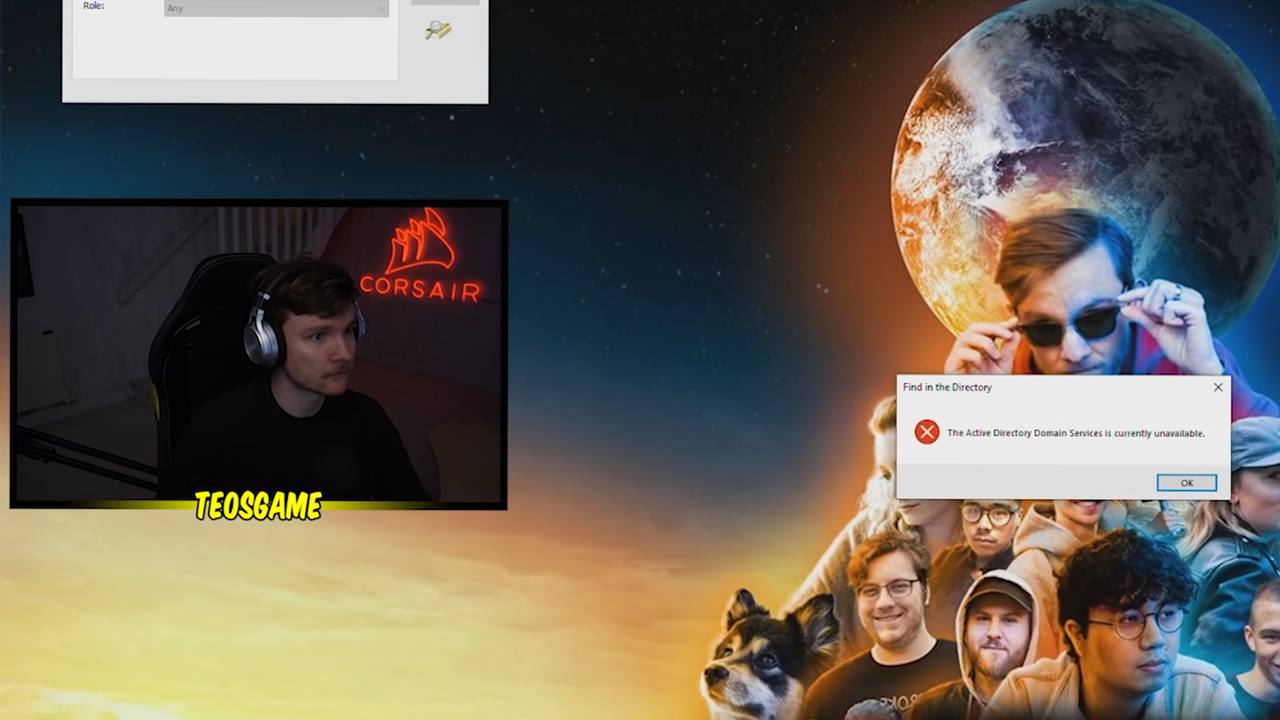 Role:
Any
CORSAIR
TEOSGAME
Find in the Directory
The Active Directory Domain Services is currently unavailable.
OK